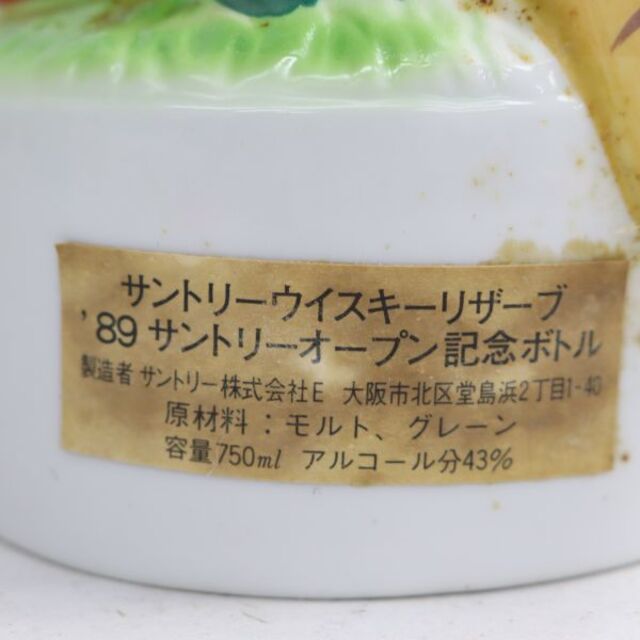 サントリーウイスキーリザーブ
'89 サントリーオープン記念ボトル
製造者 サントリー株式会社E 大阪市北区堂島浜2丁目1-40
原材料：モルト、グレーン
容量750ml アルコール分43%